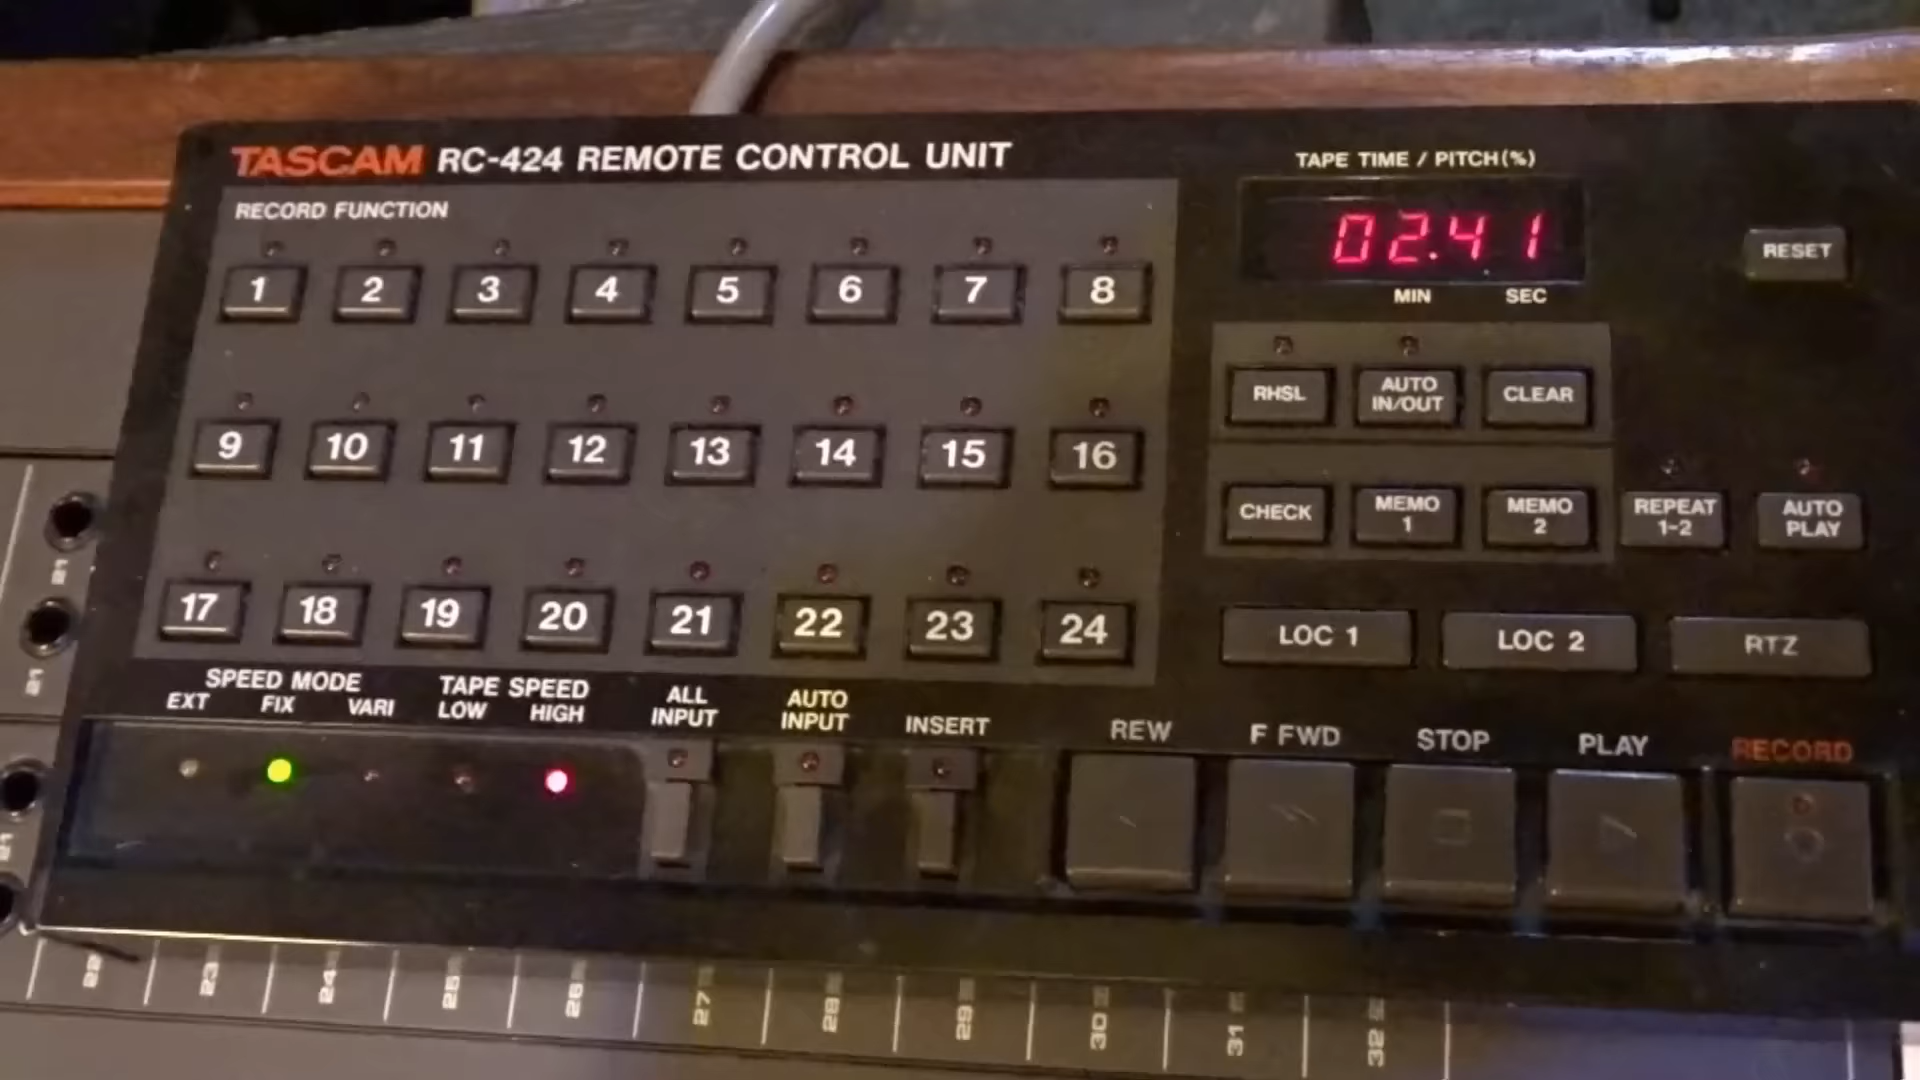 TASCAM RC-424 REMOTE CONTROL UNIT
TAPE TIME / PITCH(%)
RECORD FUNCTION
02.41
MIN SEC
RESET
1 2 3 4 5 6 7 8
RHSL AUTO IN/OUT CLEAR
9 10 11 12 13 14 15 16
CHECK MEMO 1 MEMO 2 REPEAT 1-2 AUTO PLAY
17 18 19 20 21 22 23 24
LOC 1 LOC 2 RTZ
SPEED MODE TAPE SPEED
EXT FIX VARI LOW HIGH
ALL INPUT AUTO INPUT INSERT
REW F FWD STOP PLAY RECORD
21
21
21
22 23 24 25 26 27 28 29 30 31 32